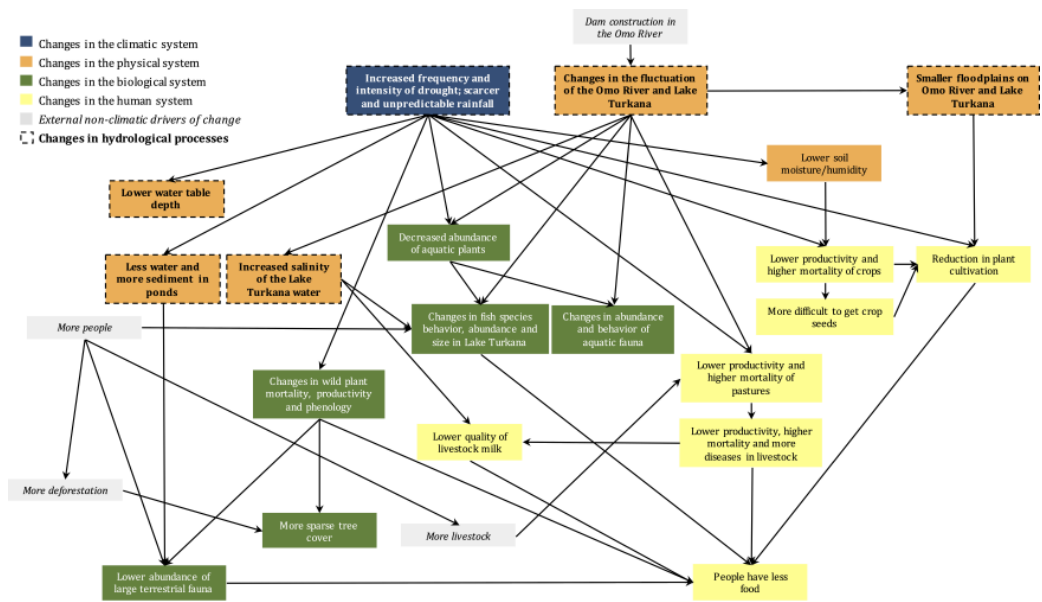 Dam construction in
the Omo River
Changes in the climatic system
Changes in the physical system
Changes in the biological system
Changes in the human system
External non-climatic drivers of change
Changes in hydrological processes
Increased frequency and
intensity of drought; scarcer
and unpredictable rainfall
Changes in the fluctuation
of the Omo River and Lake
Turkana
Smaller floodplains on
Omo River and Lake
Turkana
Lower soil
moisture/humidity
Lower water table
depth
Decreased abundance
of aquatic plants
Less water and
more sediment in
ponds
Increased salinity
of the Lake
Turkana water
Lower productivity and
higher mortality of crops
Reduction in plant
cultivation
More difficult to get crop
seeds
More people
Changes in fish species
behavior, abundance and
size in Lake Turkana
Changes in abundance
and behavior of
aquatic fauna
Changes in wild plant
mortality, productivity
and phenology
Lower productivity and
higher mortality of
pastures
Lower quality of
livestock milk
Lower productivity, higher
mortality and more
diseases in livestock
More deforestation
More sparse tree
cover
More livestock
Lower abundance of
large terrestrial fauna
People have less
food